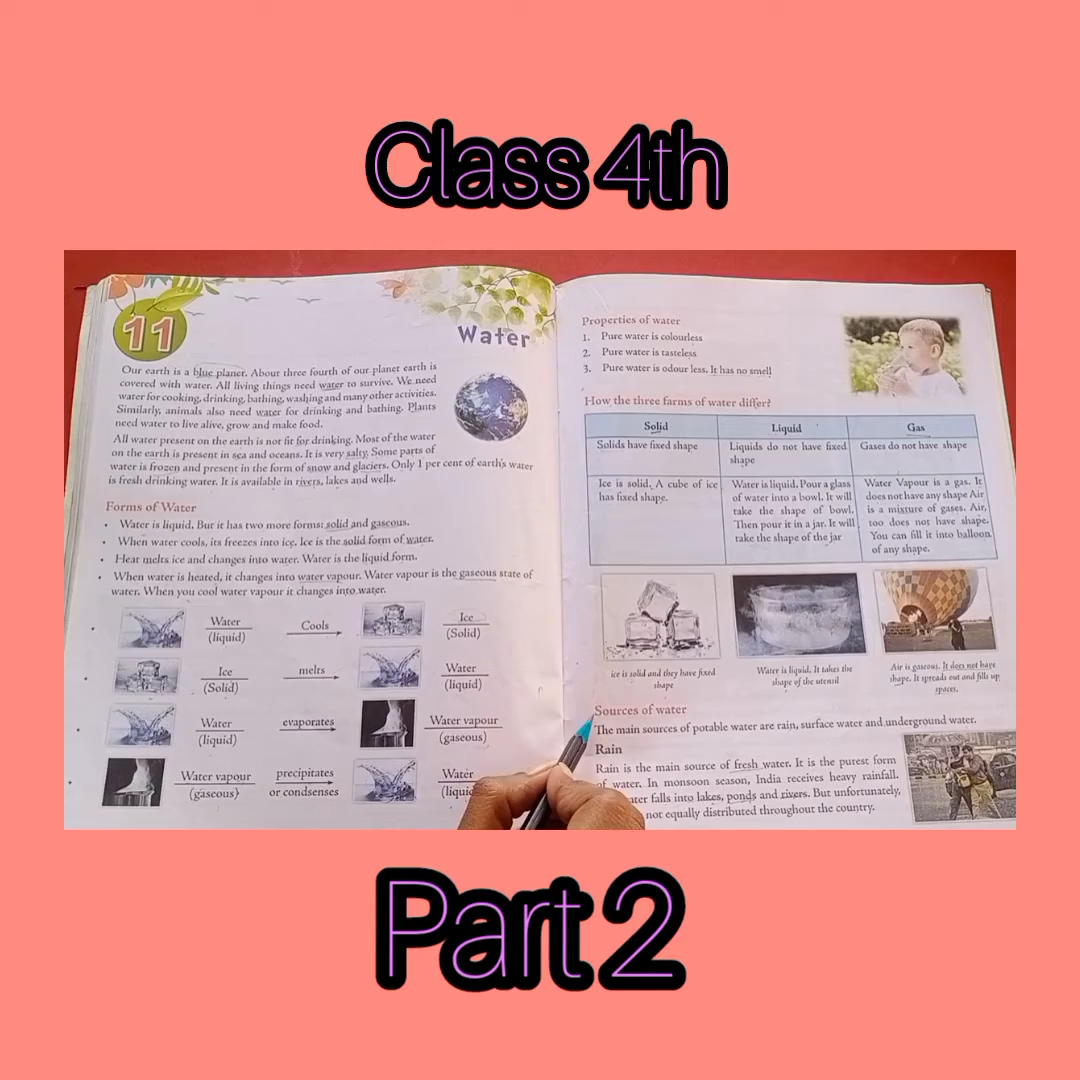 Class 4th
11
Water
Our earth is a blue planet. About three fourth of our planet earth is
covered with water. All living things need water to survive. We need
water for cooking, drinking, bathing, washing and many other activities.
Similarly, animals also need water for drinking and bathing. Plants
need water to live alive, grow and make food.
All water present on the earth is not fit for drinking. Most of the water
on the earth is present in sea and oceans. It is very salty. Some parts of
water is frozen and present in the form of snow and glaciers. Only 1 per cent of earth's water
is fresh drinking water. It is available in rivers, lakes and wells.
Forms of Water
• Water is liquid. But it has two more forms: solid and gaseous.
• When water cools, its freezes into ice. Ice is the solid form of water.
• Heat melts ice and changes into water. Water is the liquid form.
• When water is heated, it changes into water vapour. Water vapour is the gaseous state of
water. When you cool water vapour it changes into water.
Water Cools Ice
(liquid) (Solid)
Ice melts Water
(Solid) (liquid)
Water evaporates Water vapour
(liquid) (gaseous)
Water vapour precipitates Water
(gaseous) or condsenses
Properties of water
1. Pure water is colourless
2. Pure water is tasteless
3. Pure water is odour less. It has no smell
How the three farms of water differ?
Solid Liquid Gas
Solids have fixed shape
Liquids do not have fixed
shape
Gases do not have shape
Ice is solid. A cube of ice
has fixed shape.
Water is liquid. Pour a glass
of water into a bowl. It will
take the shape of bowl.
Then pour it in a jar. It will
take the shape of the jar
Water Vapour is a gas. It
does not have any shape Air
is a mixture of gases. Air,
too does not have shape.
You can fill it into balloon
of any shape.
ice is solid and they have fixed
shape
Water is liquid. It takes the
shape of the utensil
Air is gaseous. It does not have
shape. It spreads out and fills up
spaces.
Sources of water
The main sources of potable water are rain, surface water and underground water.
Rain
Rain is the main source of fresh water. It is the purest form
of water. In monsoon season, India receives heavy rainfall.
falls into lakes, ponds and rivers. But unfortunately,
not equally distributed throughout the country.
Part 2